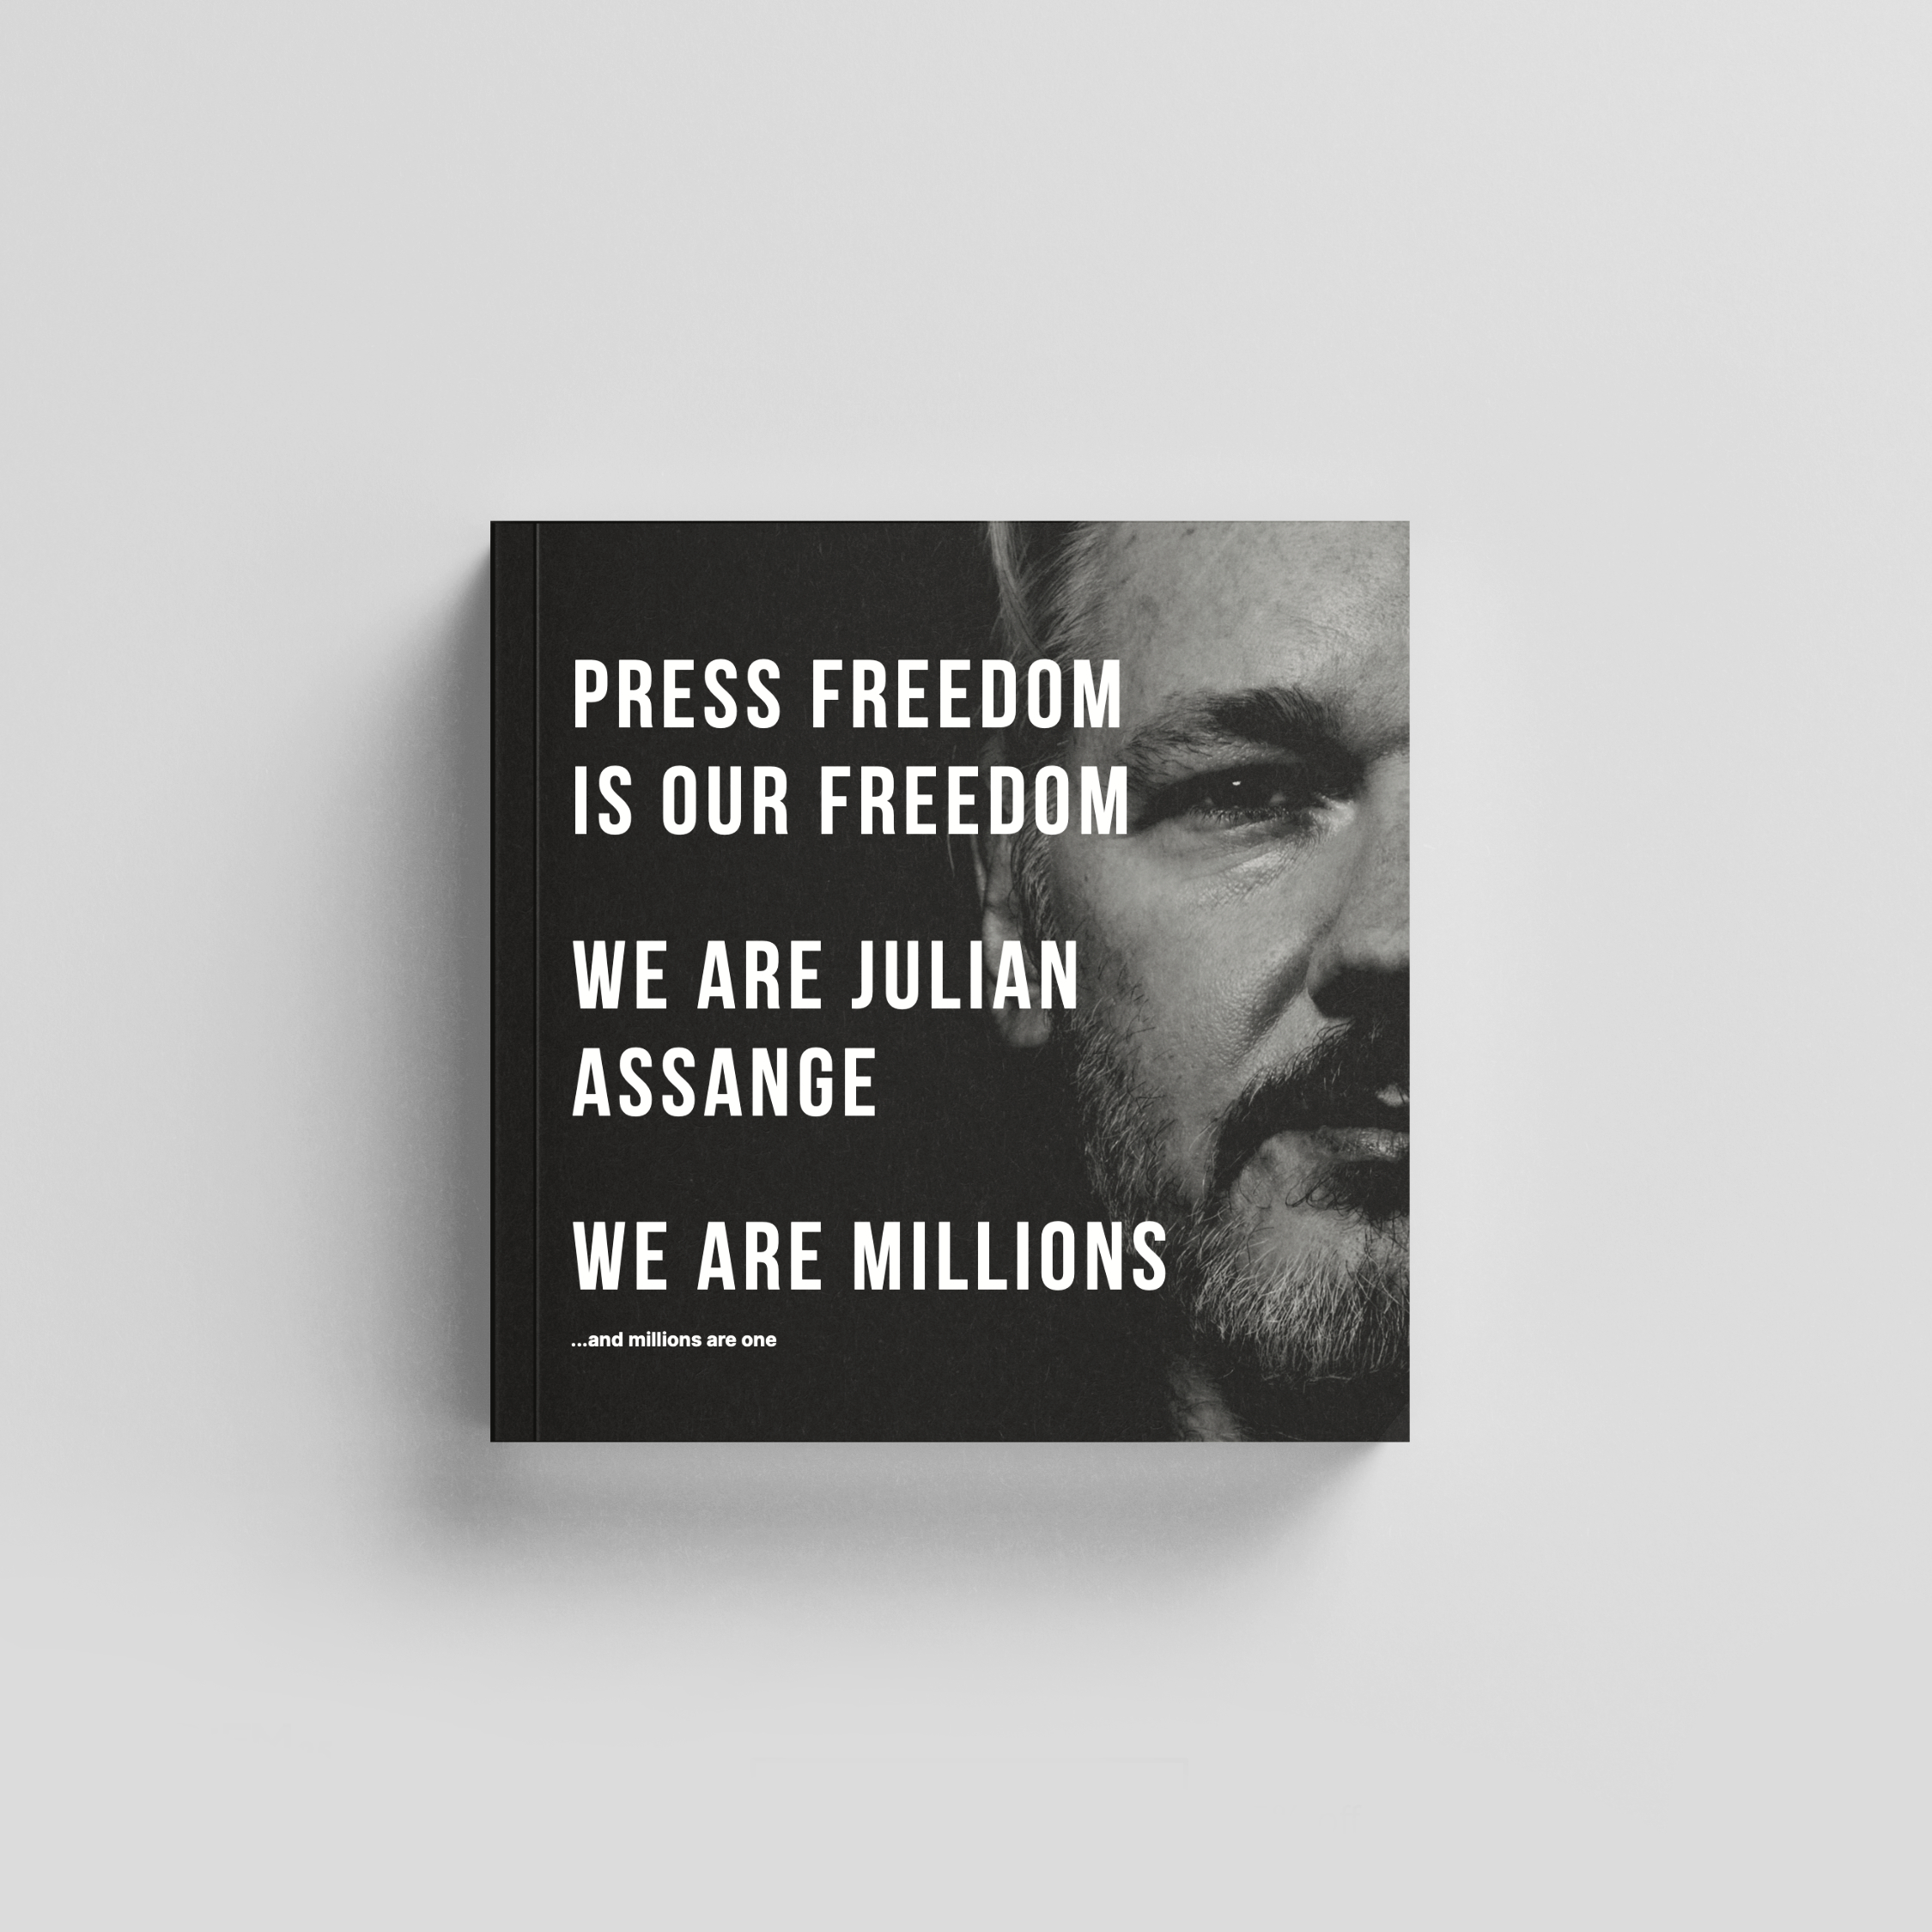 PRESS FREEDOM
IS OUR FREEDOM
WE ARE JULIAN
ASSANGE
WE ARE MILLIONS
...and millions are one